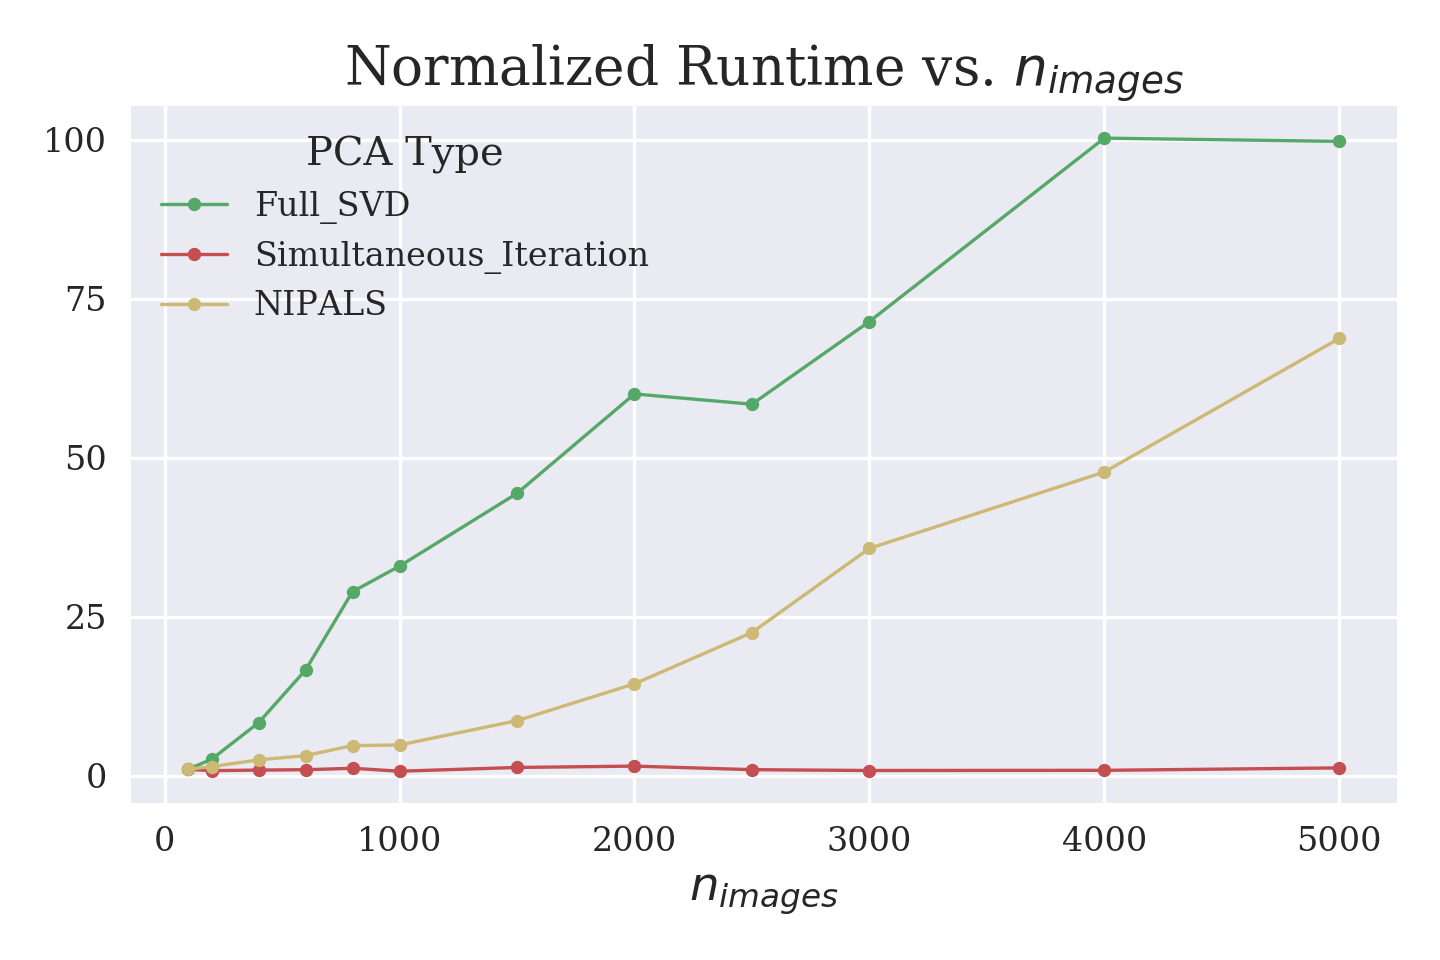 Normalized Runtime vs. n_images
100
75
50
25
0
PCA Type
Full_SVD
Simultaneous_Iteration
NIPALS
0 1000 2000 3000 4000 5000
n_images